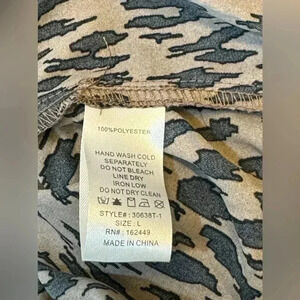 100%POLYESTER
HAND WASH COLD
SEPARATELY
DO NOT BLEACH
LINE DRY
IRON LOW
DO NOT DRY CLEAN
STYLE#: 30638T-1
SIZE: L
RN#: 162449
MADE IN CHINA